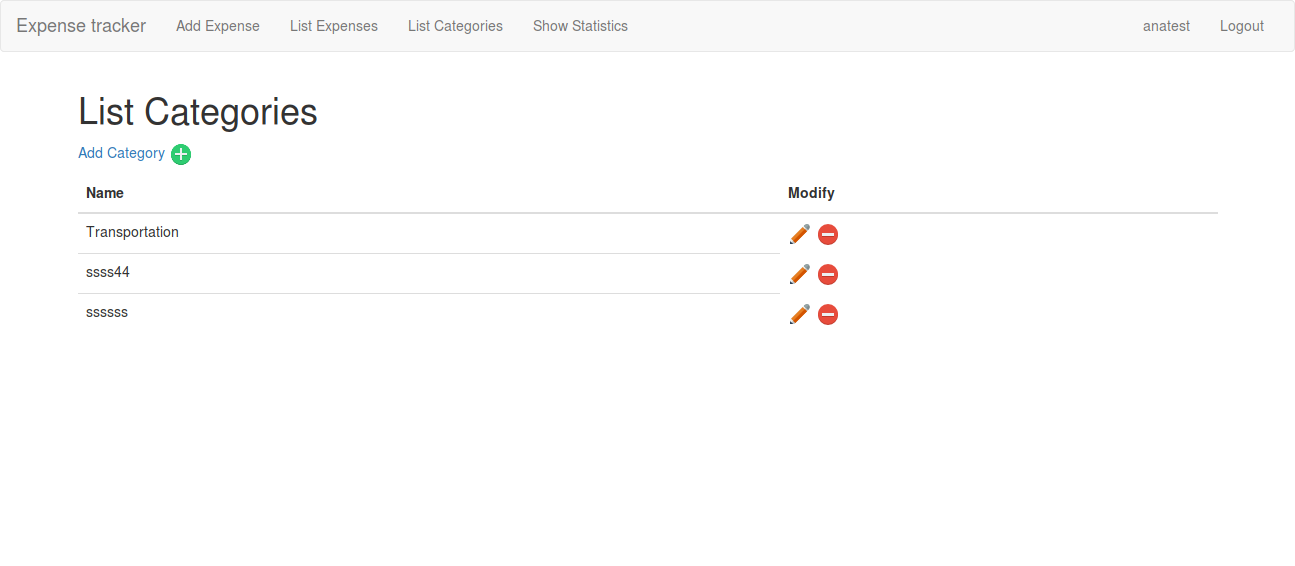 Expense tracker Add Expense List Expenses List Categories Show Statistics anatest Logout
List Categories
Add Category
Name Modify
Transportation
ssss44
ssssss